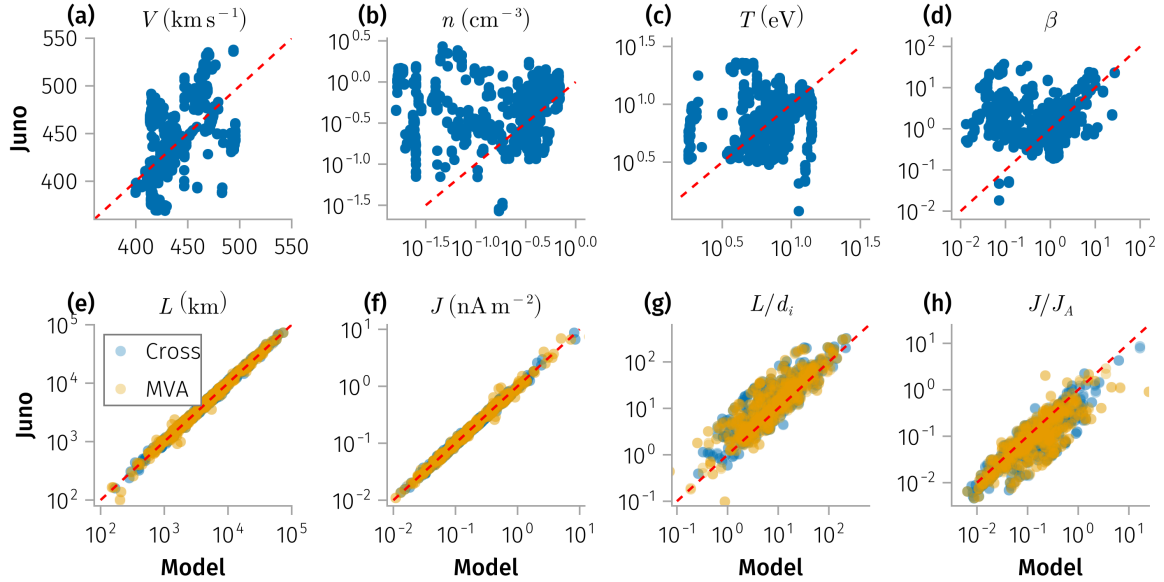 (a) V (km s⁻¹) (b) n (cm⁻³) (c) T (eV) (d) β
Juno
550
500
450
400
400 450 500 550
10^0.5
10^0.0
10^−0.5
10^−1.0
10^−1.5
10^−1.5 10^−1.0 10^−0.5 10^0.0
10^1.5
10^1.0
10^0.5
10^0.5 10^1.0 10^1.5
10²
10¹
10⁰
10⁻¹
10⁻²
10⁻² 10⁻¹ 10⁰ 10¹ 10²
(e) L (km) (f) J (nA m⁻²) (g) L/d_i (h) J/J_A
Juno
10⁵
10⁴
10³
10²
Cross
MVA
10² 10³ 10⁴ 10⁵
Model
10¹
10⁰
10⁻¹
10⁻²
10⁻² 10⁻¹ 10⁰ 10¹
Model
10²
10¹
10⁰
10⁻¹
10⁻¹ 10⁰ 10¹ 10²
Model
10¹
10⁰
10⁻¹
10⁻²
10⁻² 10⁻¹ 10⁰ 10¹
Model